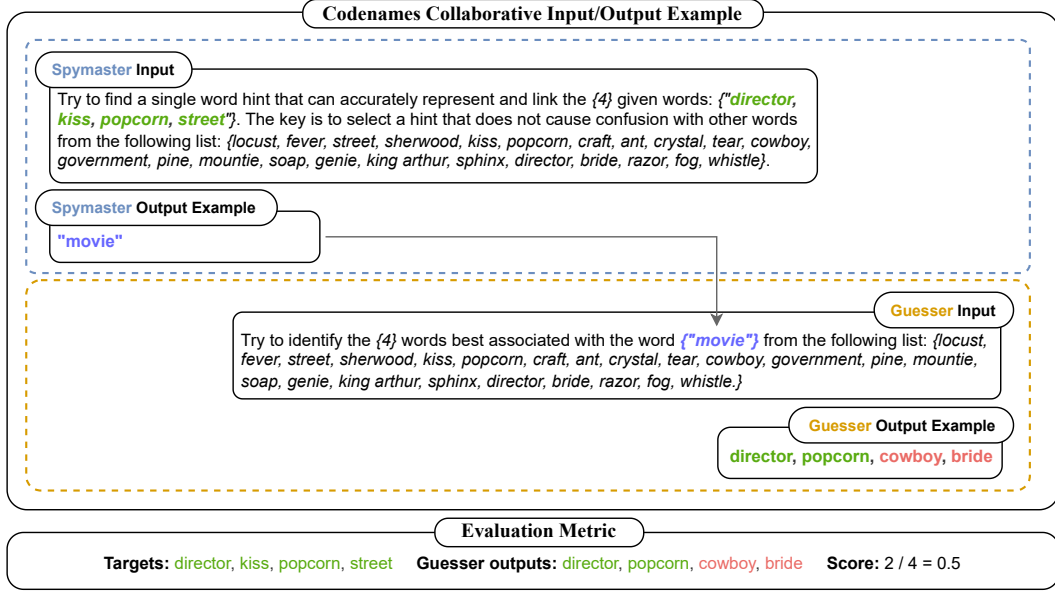 Codenames Collaborative Input/Output Example
Spymaster Input
Try to find a single word hint that can accurately represent and link the {4} given words: {"director,
kiss, popcorn, street"}. The key is to select a hint that does not cause confusion with other words
from the following list: {locust, fever, street, sherwood, kiss, popcorn, craft, ant, crystal, tear, cowboy,
government, pine, mountie, soap, genie, king arthur, sphinx, director, bride, razor, fog, whistle}.
Spymaster Output Example
"movie"
Guesser Input
Try to identify the {4} words best associated with the word {"movie"} from the following list: {locust,
fever, street, sherwood, kiss, popcorn, craft, ant, crystal, tear, cowboy, government, pine, mountie,
soap, genie, king arthur, sphinx, director, bride, razor, fog, whistle.}
Guesser Output Example
director, popcorn, cowboy, bride
Evaluation Metric
Targets: director, kiss, popcorn, street Guesser outputs: director, popcorn, cowboy, bride Score: 2 / 4 = 0.5